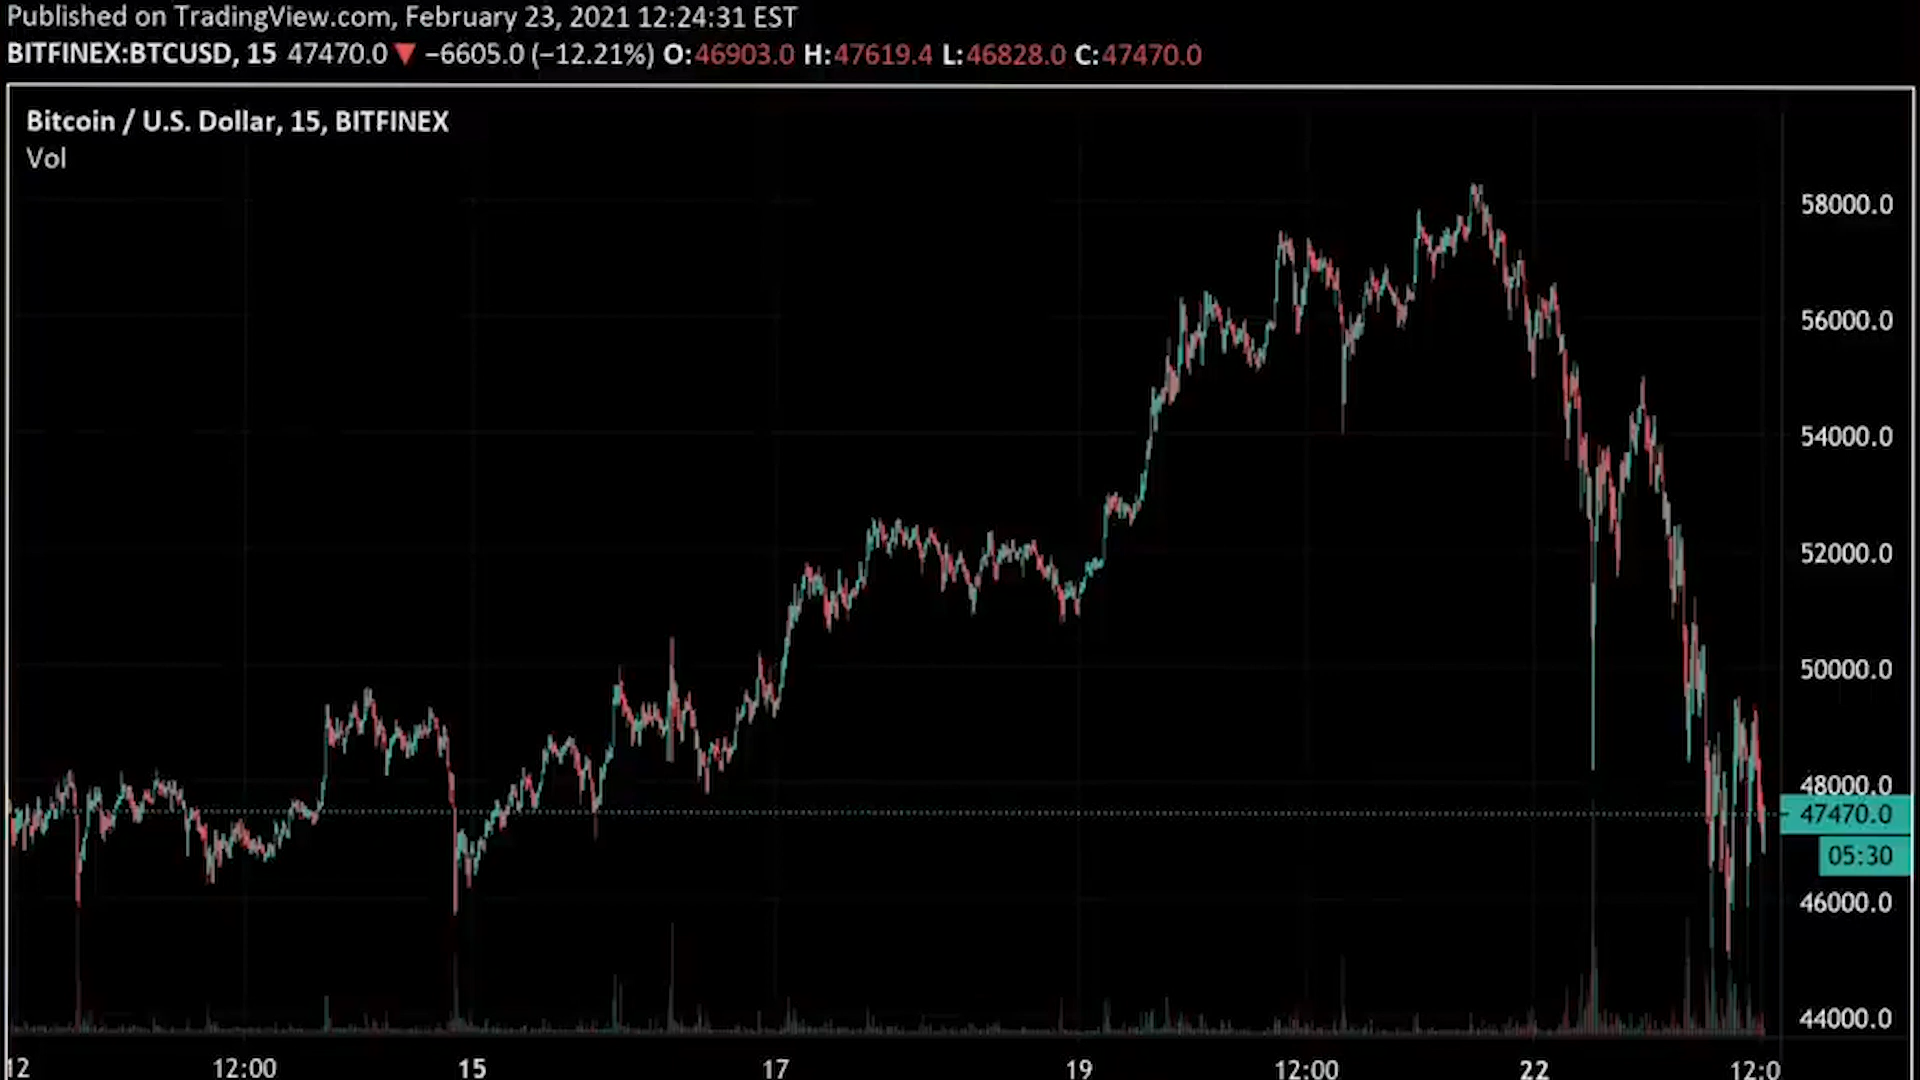 Published on TradingView.com, February 23, 2021 12:24:31 EST
BITFINEX:BTCUSD, 15 47470.0 ▼ −6605.0 (−12.21%) O:46903.0 H:47619.4 L:46828.0 C:47470.0
Bitcoin / U.S. Dollar, 15, BITFINEX
Vol
58000.0
56000.0
54000.0
52000.0
50000.0
48000.0
47470.0
05:30
46000.0
44000.0
12 12:00 15 17 19 12:00 22 12:0